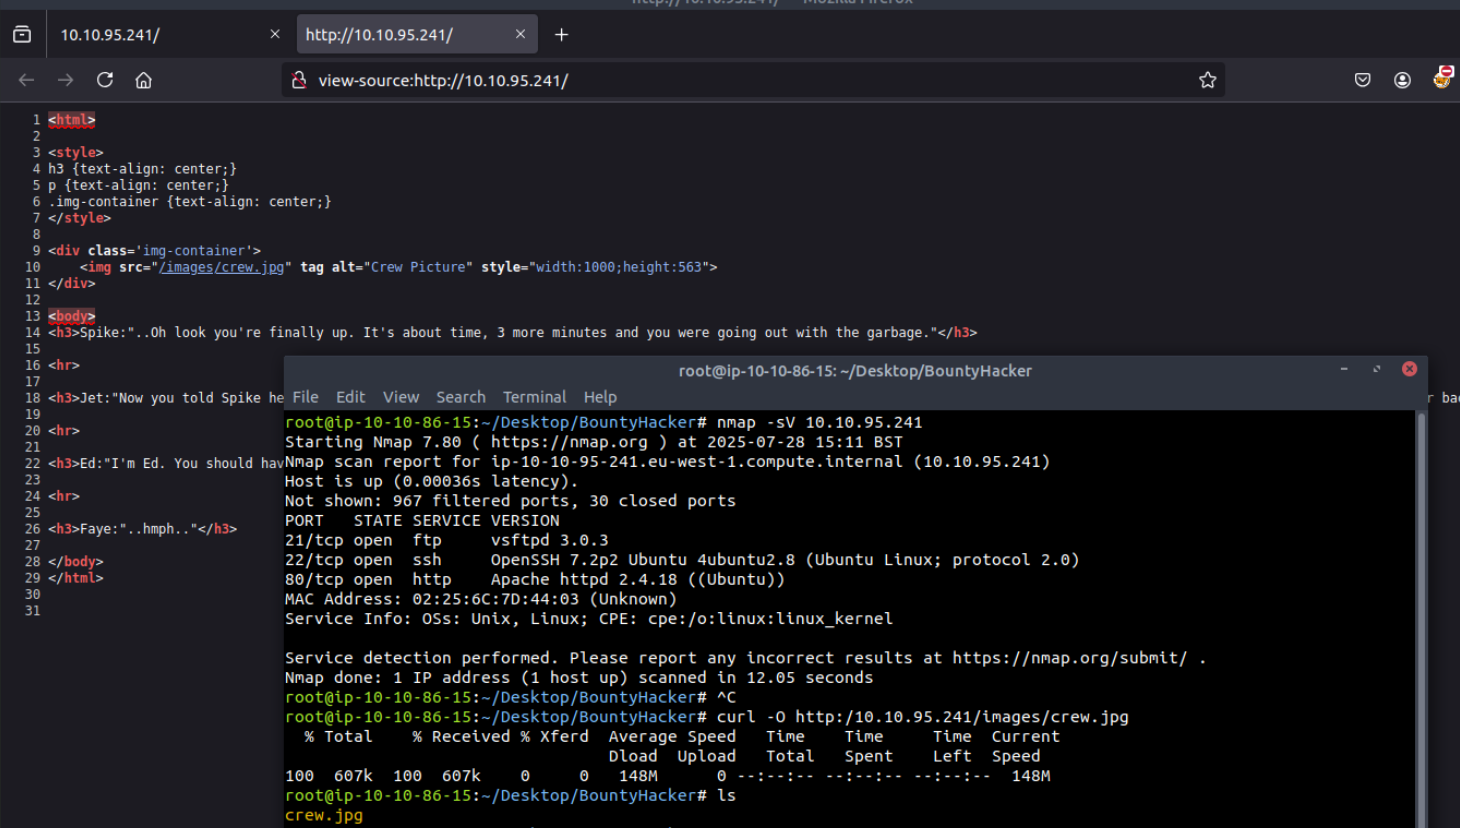 10.10.95.241/
http://10.10.95.241/
view-source:http://10.10.95.241/
1 <html>
2
3 <style>
4 h3 {text-align: center;}
5 p {text-align: center;}
6 .img-container {text-align: center;}
7 </style>
8
9 <div class='img-container'>
10     <img src="/images/crew.jpg" tag alt="Crew Picture" style="width:1000;height:563">
11 </div>
12
13 <body>
14 <h3>Spike:"..Oh look you're finally up. It's about time, 3 more minutes and you were going out with the garbage."</h3>
15
16 <hr>
17
18 <h3>Jet:"Now you told Spike he
19
20 <hr>
21
22 <h3>Ed:"I'm Ed. You should hav
23
24 <hr>
25
26 <h3>Faye:"..hmph.."</h3>
27
28 </body>
29 </html>
30
31
root@ip-10-10-86-15: ~/Desktop/BountyHacker
File Edit View Search Terminal Help
root@ip-10-10-86-15:~/Desktop/BountyHacker# nmap -sV 10.10.95.241
Starting Nmap 7.80 ( https://nmap.org ) at 2025-07-28 15:11 BST
Nmap scan report for ip-10-10-95-241.eu-west-1.compute.internal (10.10.95.241)
Host is up (0.00036s latency).
Not shown: 967 filtered ports, 30 closed ports
PORT   STATE SERVICE VERSION
21/tcp open  ftp     vsftpd 3.0.3
22/tcp open  ssh     OpenSSH 7.2p2 Ubuntu 4ubuntu2.8 (Ubuntu Linux; protocol 2.0)
80/tcp open  http    Apache httpd 2.4.18 ((Ubuntu))
MAC Address: 02:25:6C:7D:44:03 (Unknown)
Service Info: OSs: Unix, Linux; CPE: cpe:/o:linux:linux_kernel

Service detection performed. Please report any incorrect results at https://nmap.org/submit/ .
Nmap done: 1 IP address (1 host up) scanned in 12.05 seconds
root@ip-10-10-86-15:~/Desktop/BountyHacker# ^C
root@ip-10-10-86-15:~/Desktop/BountyHacker# curl -O http:/10.10.95.241/images/crew.jpg
  % Total    % Received % Xferd  Average Speed   Time    Time     Time  Current
                                 Dload  Upload   Total   Spent    Left  Speed
100  607k  100  607k    0     0   148M      0 --:--:-- --:--:-- --:--:--  148M
root@ip-10-10-86-15:~/Desktop/BountyHacker# ls
crew.jpg